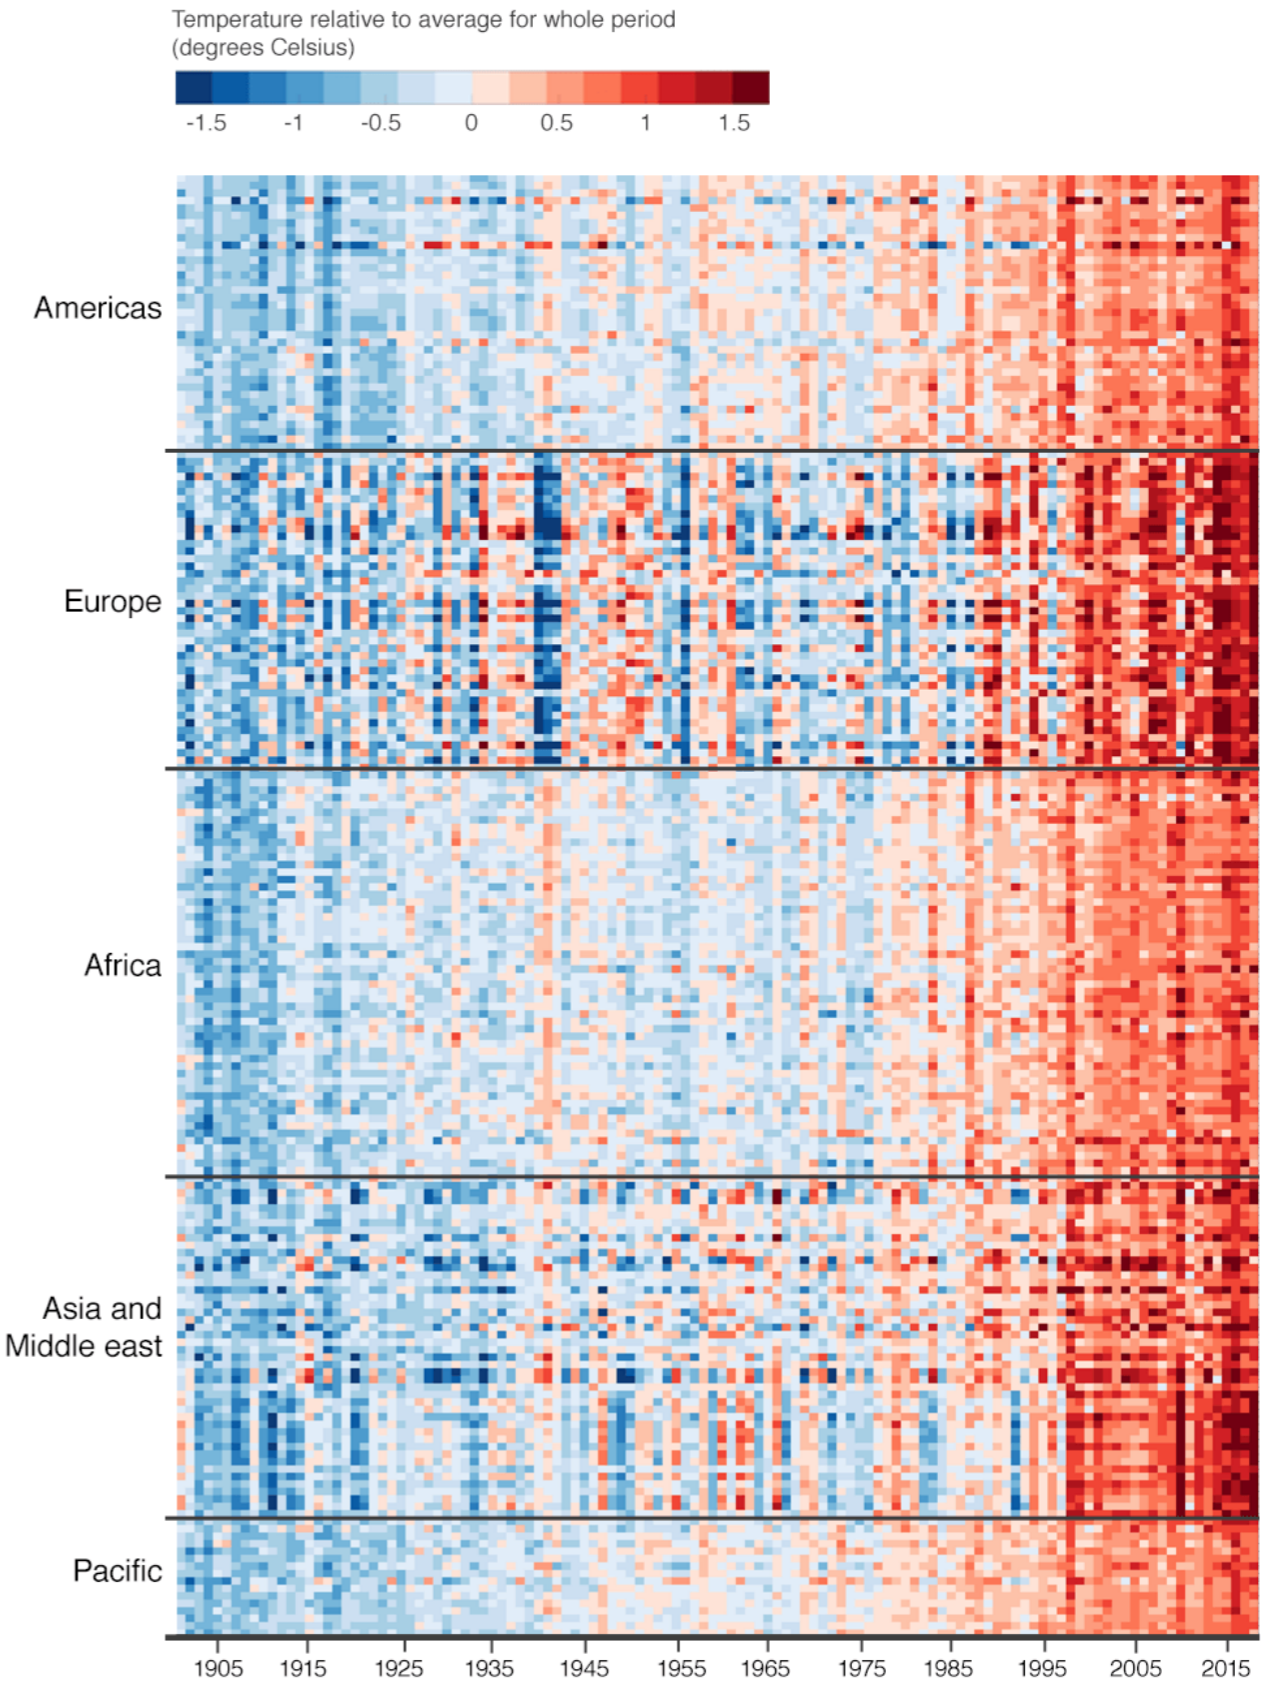 Temperature relative to average for whole period
(degrees Celsius)
-1.5 -1 -0.5 0 0.5 1 1.5
Americas
Europe
Africa
Asia and
Middle east
Pacific
1905 1915 1925 1935 1945 1955 1965 1975 1985 1995 2005 2015